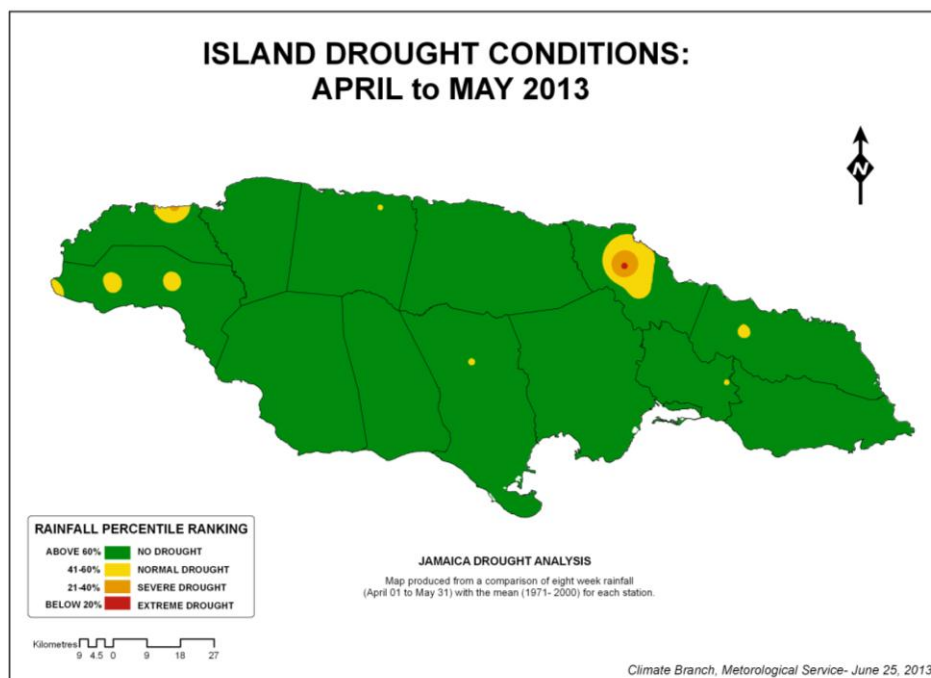 ISLAND DROUGHT CONDITIONS:
APRIL to MAY 2013
N
RAINFALL PERCENTILE RANKING
ABOVE 60% NO DROUGHT
41-60% NORMAL DROUGHT
21-40% SEVERE DROUGHT
BELOW 20% EXTREME DROUGHT
JAMAICA DROUGHT ANALYSIS
Map produced from a comparison of eight week rainfall
(April 01 to May 31) with the mean (1971- 2000) for each station.
Kilometres
9 4.5 0 9 18 27
Climate Branch, Metorological Service- June 25, 2013